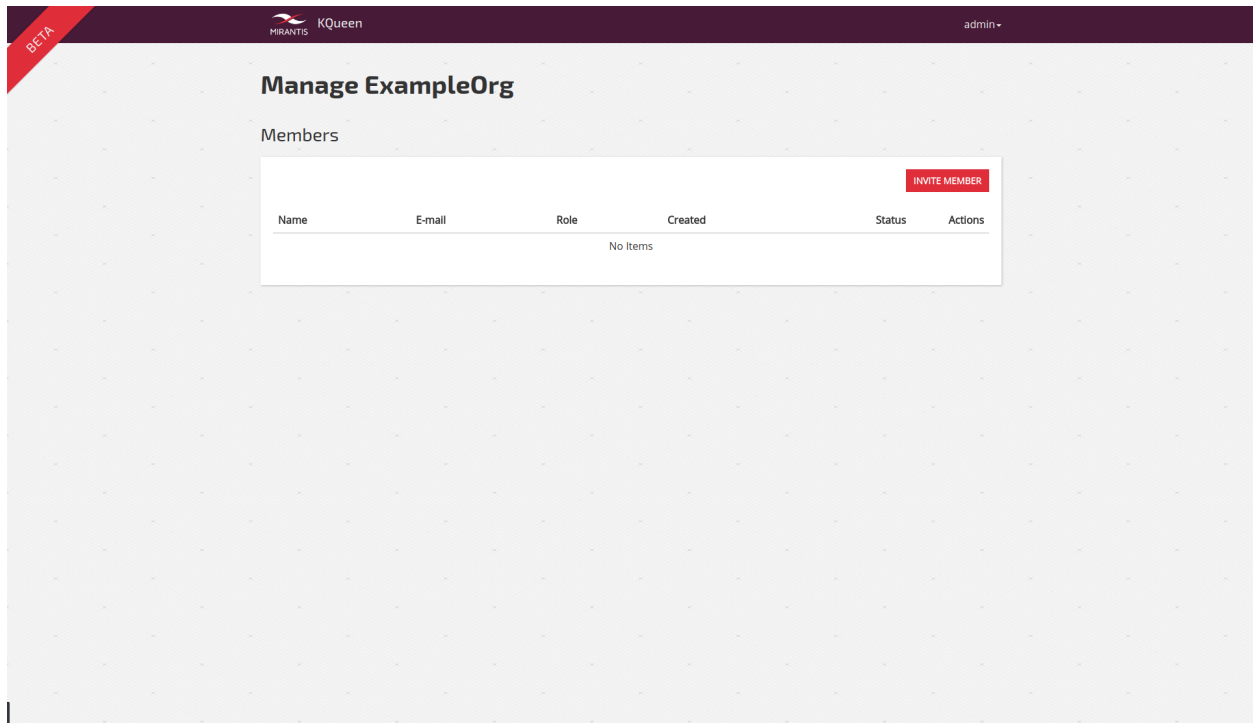 BETA
MIRANTIS KQueen admin
Manage ExampleOrg
Members
INVITE MEMBER
Name E-mail Role Created Status Actions
No Items